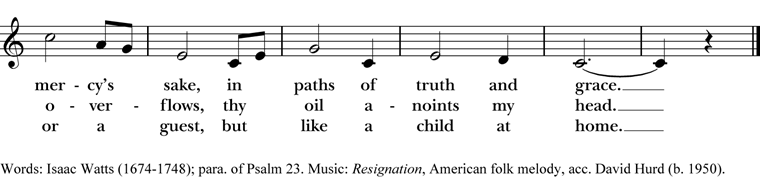 mer - cy's sake, in paths of truth and grace.
o - ver - flows, thy oil a - noints my head.
or a guest, but like a child at home.
Words: Isaac Watts (1674-1748); para. of Psalm 23. Music: Resignation, American folk melody, acc. David Hurd (b. 1950).